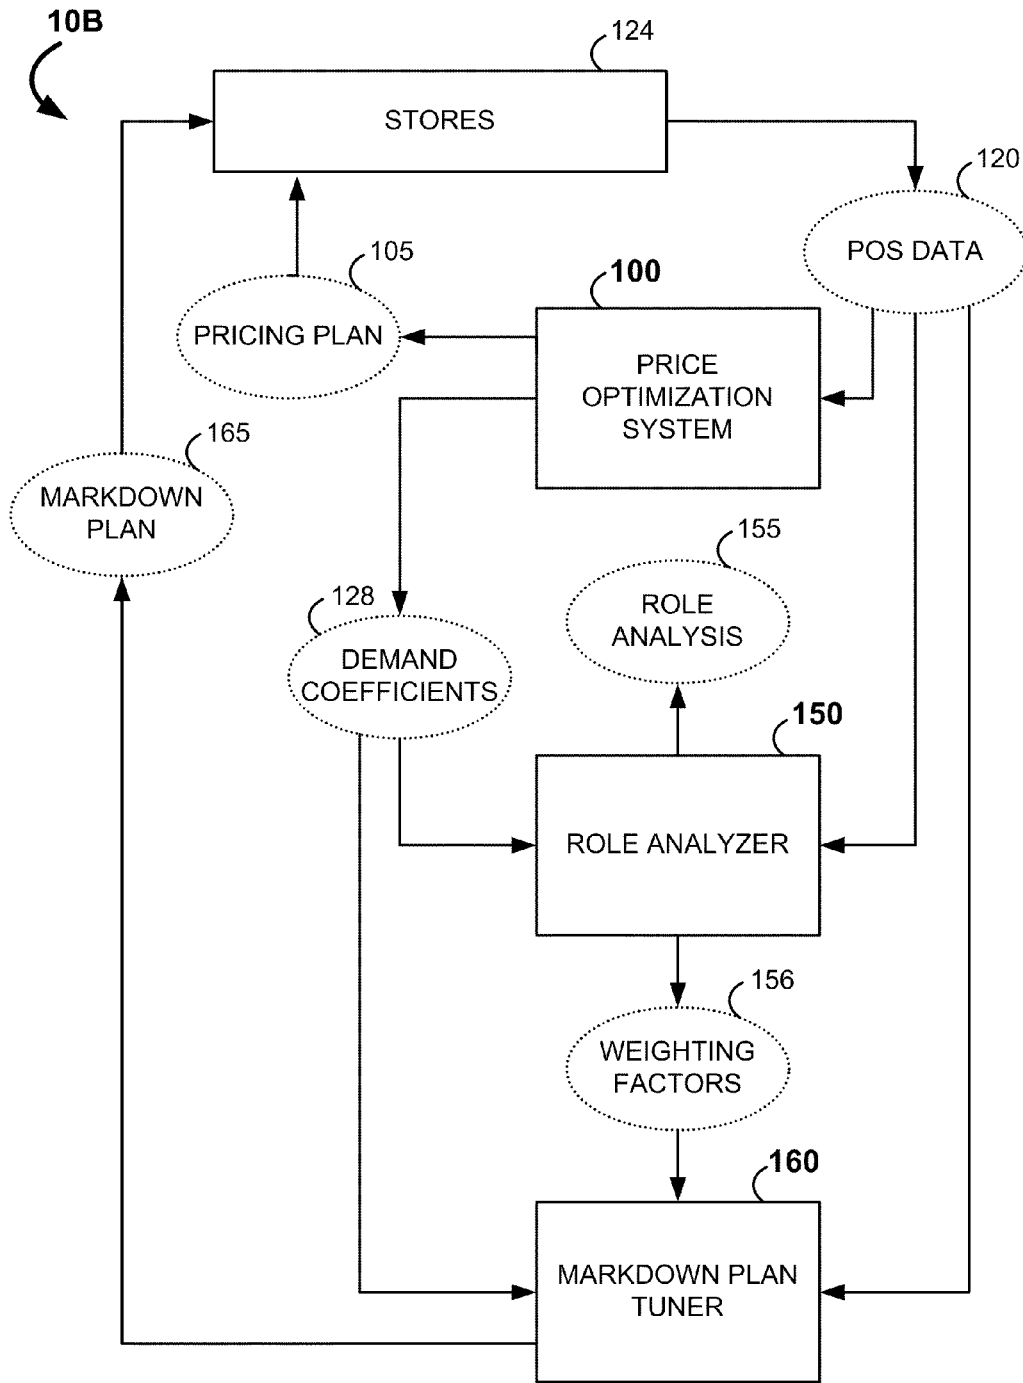 10B
124
STORES
120
POS DATA
105
PRICING PLAN
100
PRICE
OPTIMIZATION
SYSTEM
165
MARKDOWN
PLAN
155
ROLE
ANALYSIS
128
DEMAND
COEFFICIENTS
150
ROLE ANALYZER
156
WEIGHTING
FACTORS
160
MARKDOWN PLAN
TUNER